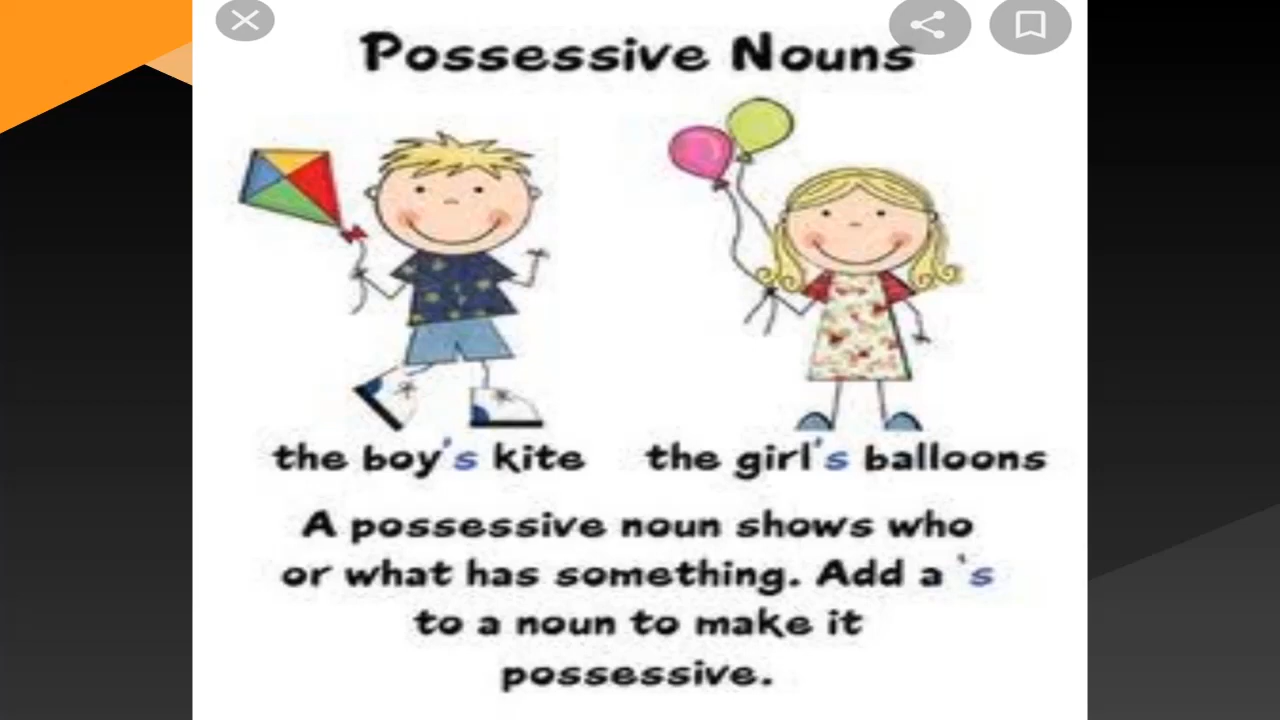 Possessive Nouns
the boy's kite
the girl's balloons
A possessive noun shows who
or what has something. Add a 's
to a noun to make it
possessive.